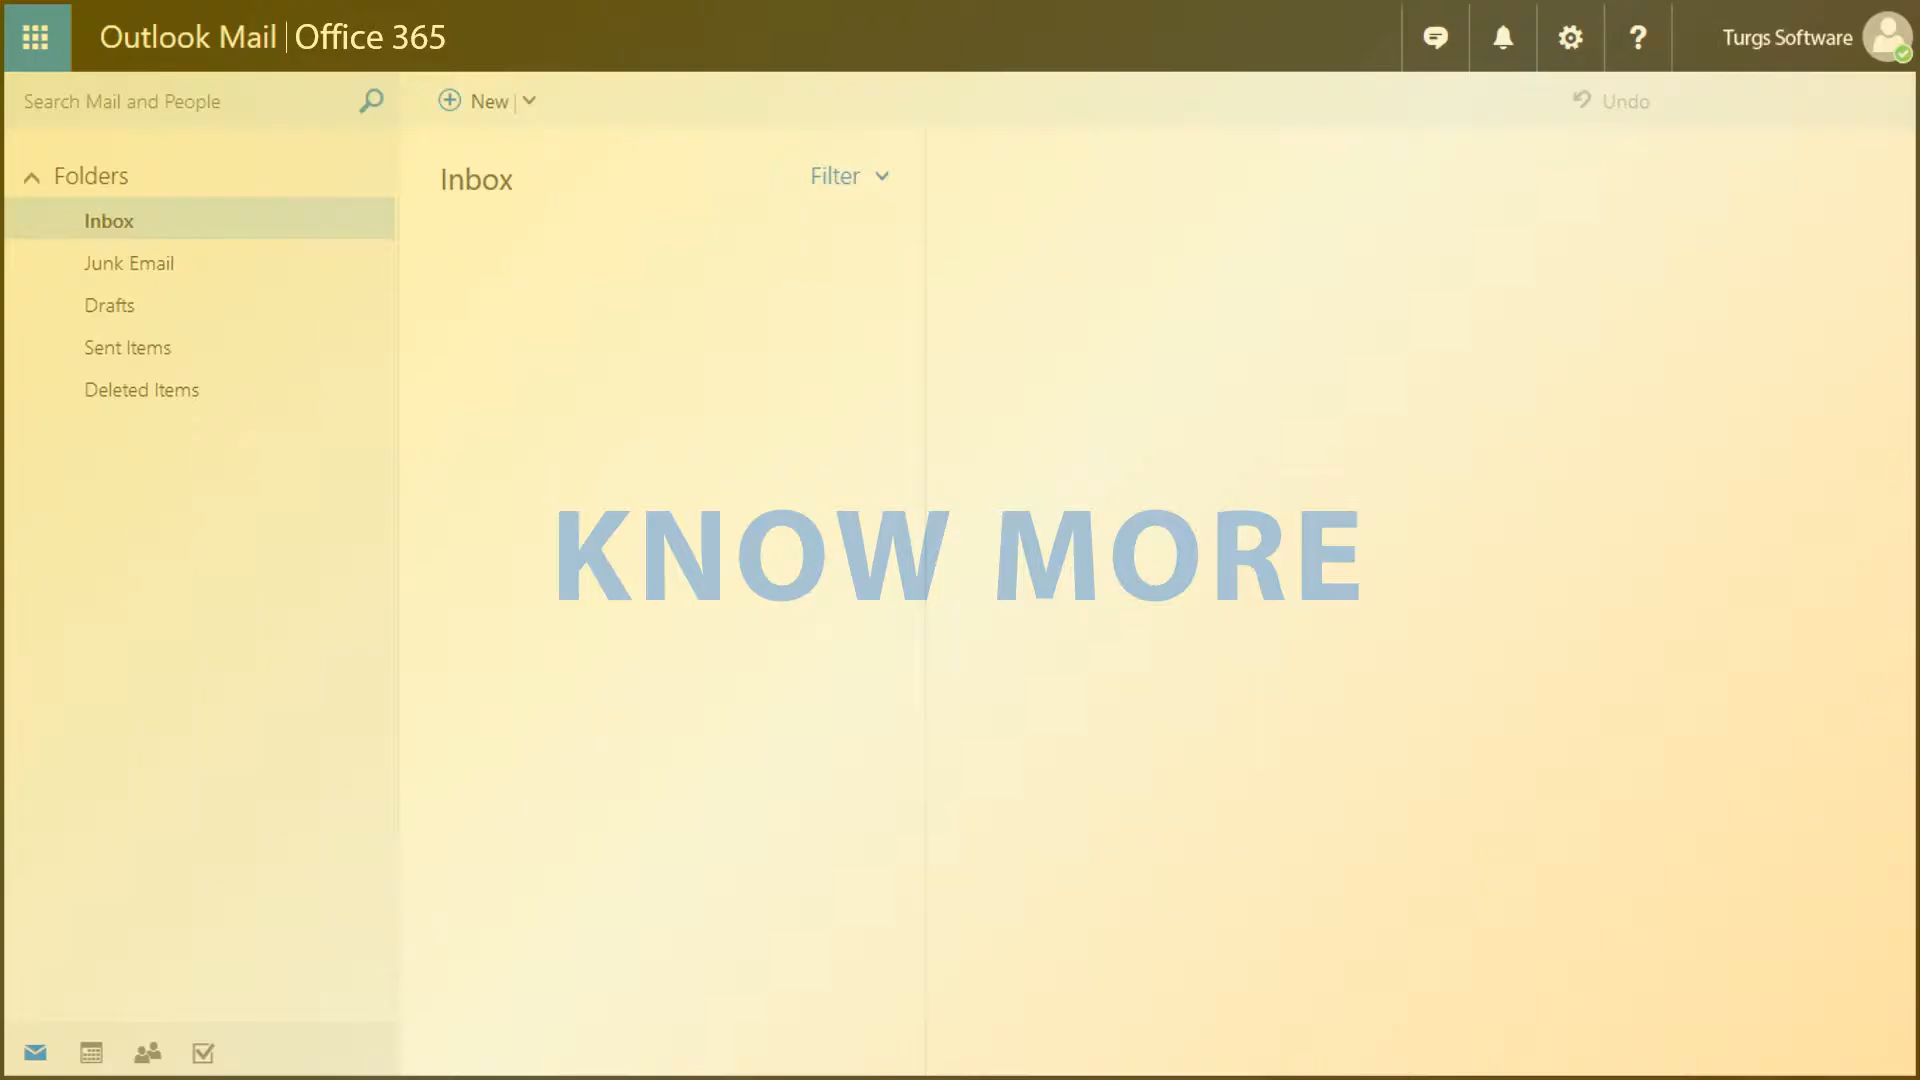 Outlook Mail | Office 365
Turgs Software
Search Mail and People
New
Undo
Folders
Inbox
Filter
Inbox
Junk Email
Drafts
Sent Items
Deleted Items
KNOW MORE